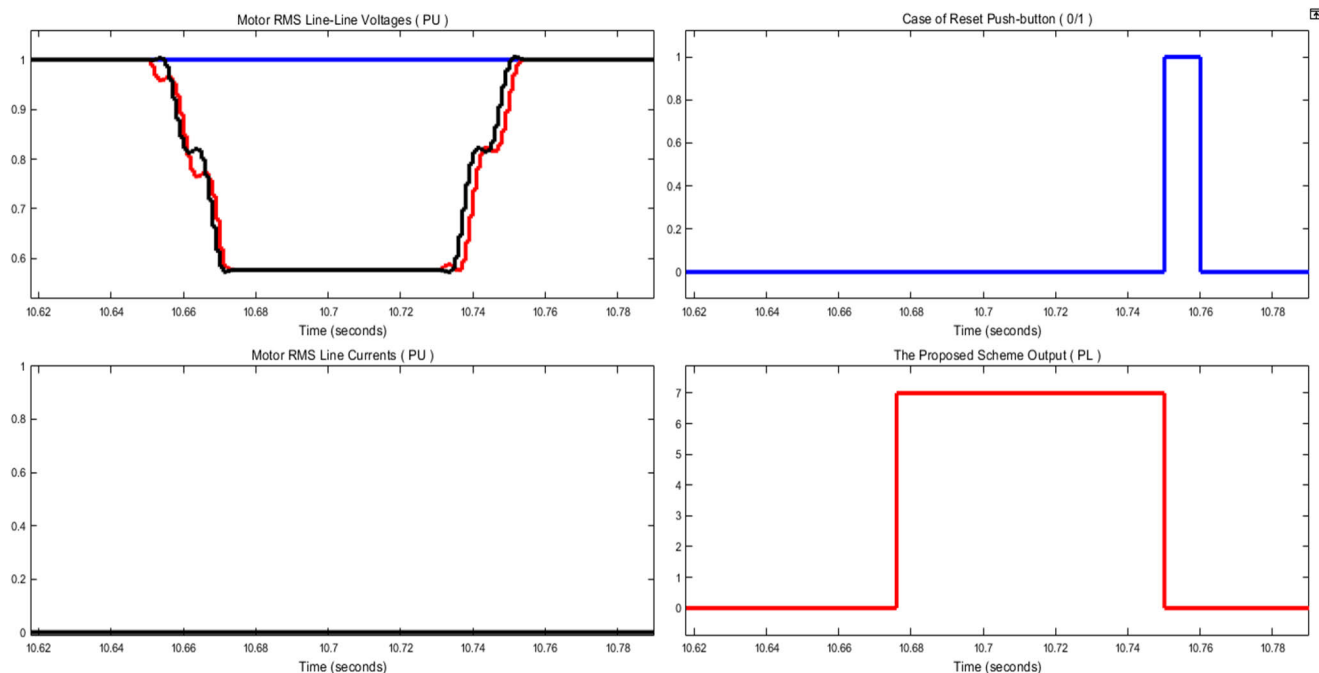 Motor RMS Line-Line Voltages ( PU )
1
0.9
0.8
0.7
0.6
10.62 10.64 10.66 10.68 10.7 10.72 10.74 10.76 10.78
Time (seconds)
Case of Reset Push-button ( 0/1 )
1
0.8
0.6
0.4
0.2
0
10.62 10.64 10.66 10.68 10.7 10.72 10.74 10.76 10.78
Time (seconds)
Motor RMS Line Currents ( PU )
1
0.8
0.6
0.4
0.2
0
10.62 10.64 10.66 10.68 10.7 10.72 10.74 10.76 10.78
Time (seconds)
The Proposed Scheme Output ( PL )
7
6
5
4
3
2
1
0
10.62 10.64 10.66 10.68 10.7 10.72 10.74 10.76 10.78
Time (seconds)